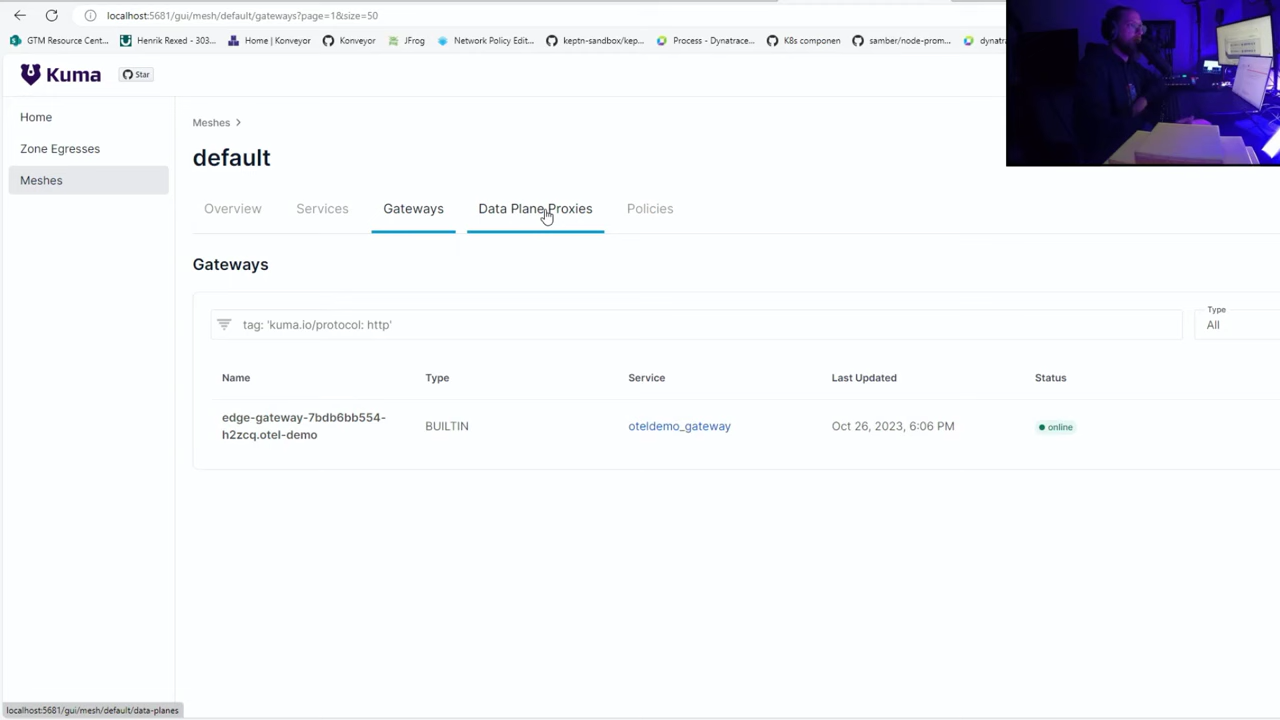 localhost:5681/gui/mesh/default/gateways?page=1&size=50
GTM Resource Cent... Henrik Rexed - 303... Home | Konveyor Konveyor JFrog Network Policy Edit... keptn-sandbox/kep... Process - Dynatrace... K8s componen samber/node-prom... dynatra
Kuma Star
Home
Zone Egresses
Meshes
Meshes >
default
Overview Services Gateways Data Plane Proxies Policies
Gateways
tag: 'kuma.io/protocol: http'
Type
All
Name Type Service Last Updated Status
edge-gateway-7bdb6bb554-
h2zcq.otel-demo
BUILTIN oteldemo_gateway Oct 26, 2023, 6:06 PM online
localhost:5681/gui/mesh/default/data-planes